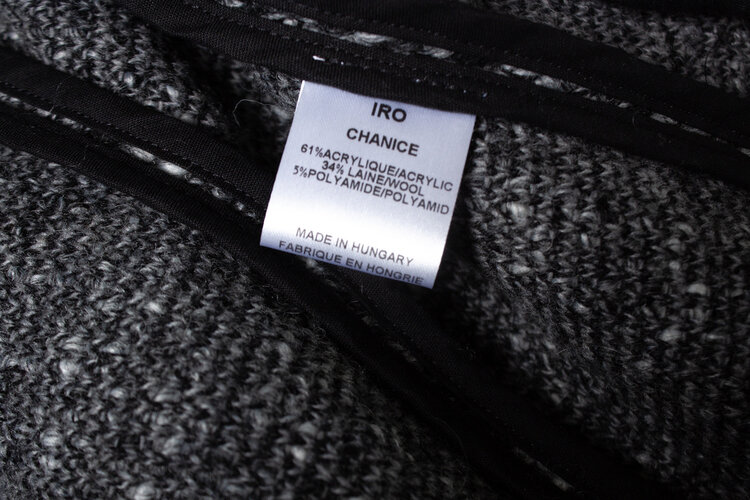 IRO
CHANICE
61%ACRYLIQUE/ACRYLIC
34% LAINE/WOOL
5%POLYAMIDE/POLYAMID
MADE IN HUNGARY
FABRIQUE EN HONGRIE